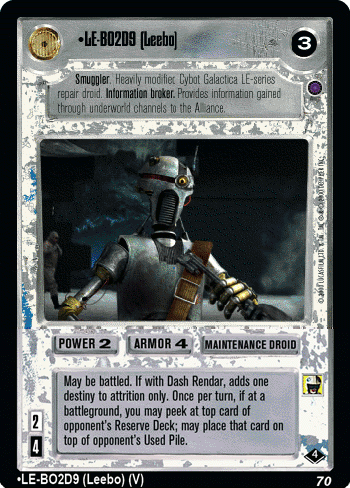 •LE-BO2D9 (Leebo)
3
Smuggler. Heavily modified Cybot Galactica LE-series
repair droid. Information broker. Provides information gained
through underworld channels to the Alliance.
POWER 2 ARMOR 4 MAINTENANCE DROID
May be battled. If with Dash Rendar, adds one
destiny to attrition only. Once per turn, if at a
battleground, you may peek at top card of
opponent's Reserve Deck; may place that card
on top of opponent's Used Pile.
2
4
4
•LE-BO2D9 (Leebo) (V) 70